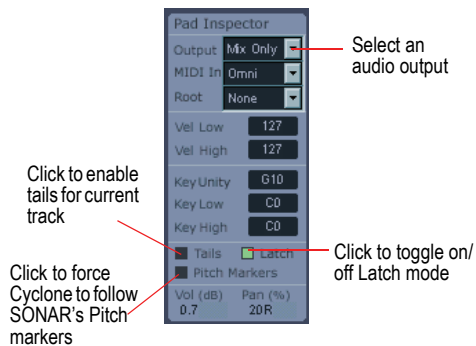 Pad Inspector
Output Mix Only
Select an
audio output
MIDI In Omni
Root None
Vel Low 127
Vel High 127
Key Unity G10
Key Low C0
Key High C0
Click to enable
tails for current
track
Tails Latch
Click to toggle on/
off Latch mode
Pitch Markers
Click to force
Cyclone to follow
SONAR's Pitch
markers
Vol (dB) Pan (%)
0.7 20R